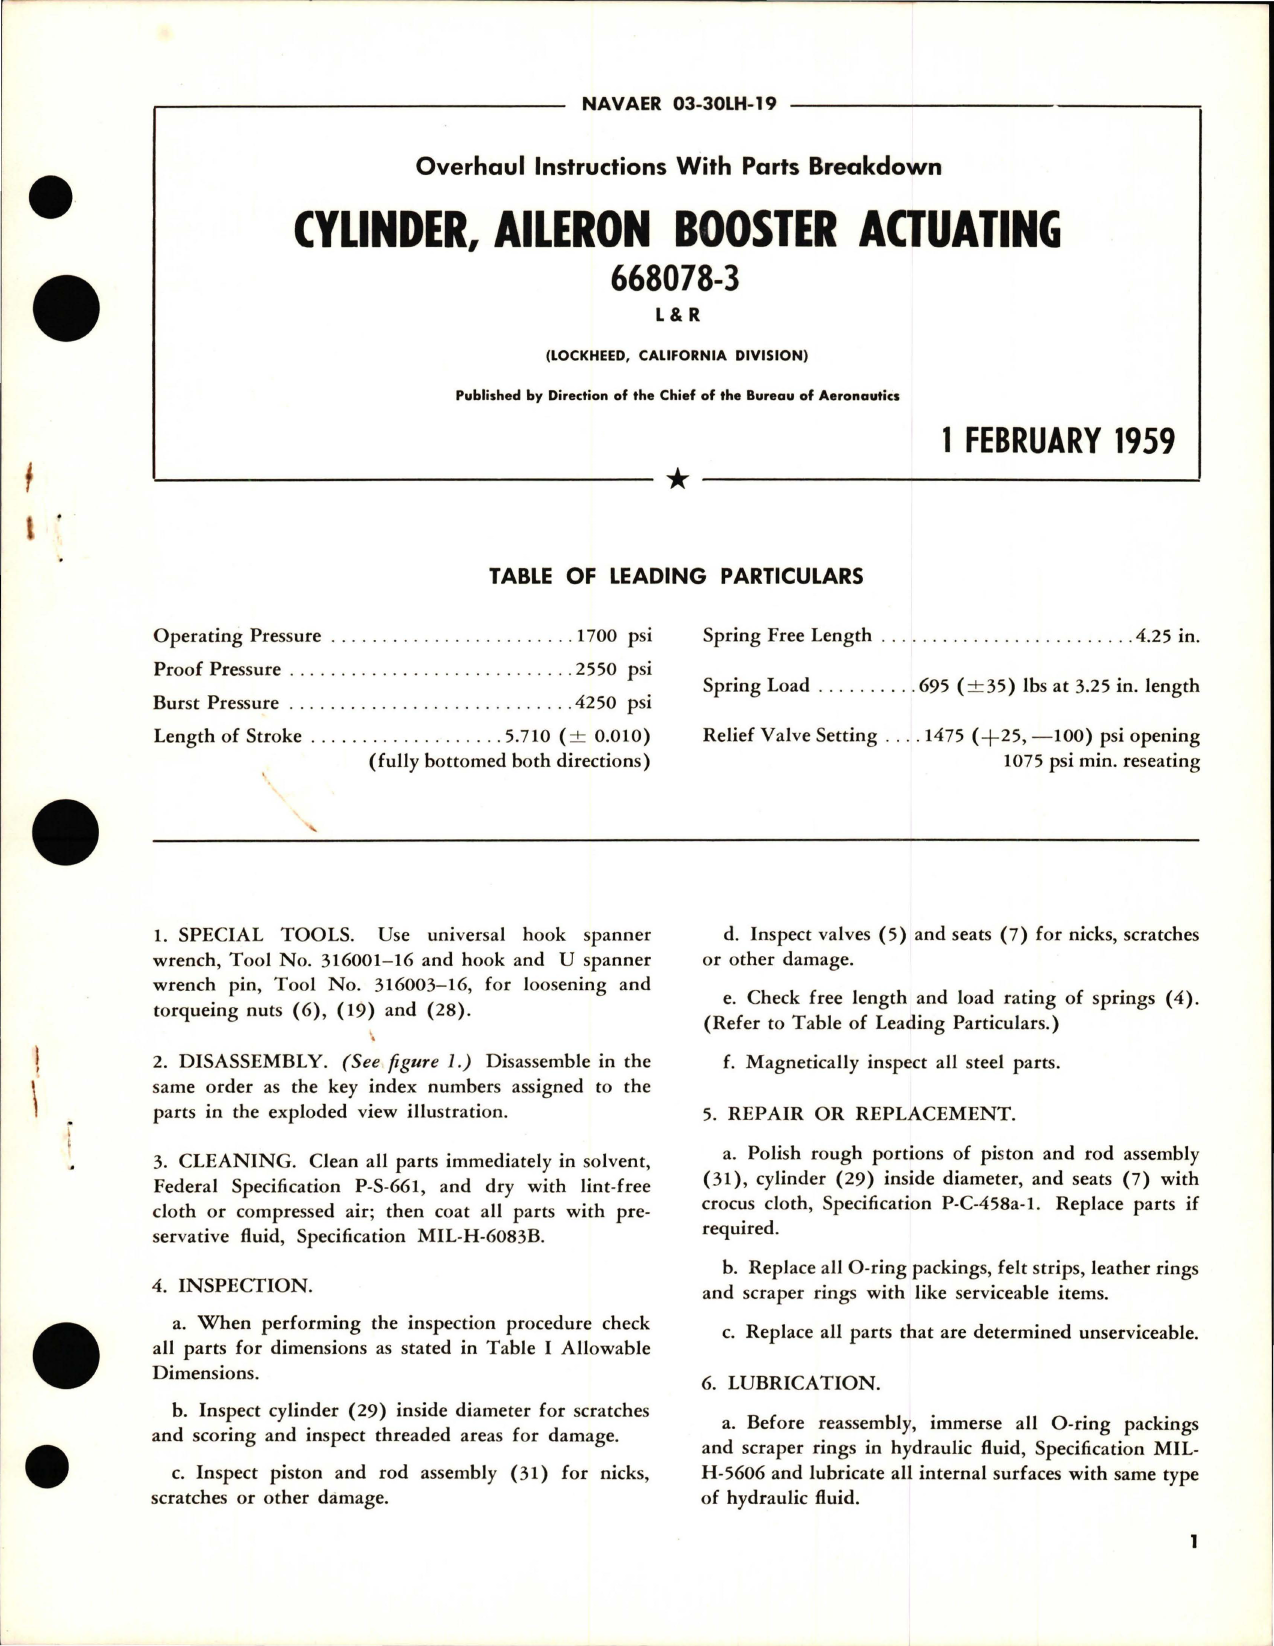 NAVAER 03-30LH-19
Overhaul Instructions With Parts Breakdown
CYLINDER, AILERON BOOSTER ACTUATING
668078-3
L & R
(LOCKHEED, CALIFORNIA DIVISION)
Published by Direction of the Chief of the Bureau of Aeronautics
1 FEBRUARY 1959
TABLE OF LEADING PARTICULARS
Operating Pressure ........................1700 psi
Proof Pressure ............................2550 psi
Burst Pressure ............................4250 psi
Length of Stroke ...................5.710 (± 0.010)
(fully bottomed both directions)
Spring Free Length .........................4.25 in.
Spring Load ..........695 (±35) lbs at 3.25 in. length
Relief Valve Setting ....1475 (+25, —100) psi opening
1075 psi min. reseating
1. SPECIAL TOOLS. Use universal hook spanner
wrench, Tool No. 316001–16 and hook and U spanner
wrench pin, Tool No. 316003–16, for loosening and
torqueing nuts (6), (19) and (28).
2. DISASSEMBLY. (See figure 1.) Disassemble in the
same order as the key index numbers assigned to the
parts in the exploded view illustration.
3. CLEANING. Clean all parts immediately in solvent,
Federal Specification P-S-661, and dry with lint-free
cloth or compressed air; then coat all parts with pre-
servative fluid, Specification MIL-H-6083B.
4. INSPECTION.
a. When performing the inspection procedure check
all parts for dimensions as stated in Table I Allowable
Dimensions.
b. Inspect cylinder (29) inside diameter for scratches
and scoring and inspect threaded areas for damage.
c. Inspect piston and rod assembly (31) for nicks,
scratches or other damage.
d. Inspect valves (5) and seats (7) for nicks, scratches
or other damage.
e. Check free length and load rating of springs (4).
(Refer to Table of Leading Particulars.)
f. Magnetically inspect all steel parts.
5. REPAIR OR REPLACEMENT.
a. Polish rough portions of piston and rod assembly
(31), cylinder (29) inside diameter, and seats (7) with
crocus cloth, Specification P-C-458a-1. Replace parts if
required.
b. Replace all O-ring packings, felt strips, leather rings
and scraper rings with like serviceable items.
c. Replace all parts that are determined unserviceable.
6. LUBRICATION.
a. Before reassembly, immerse all O-ring packings
and scraper rings in hydraulic fluid, Specification MIL-
H-5606 and lubricate all internal surfaces with same type
of hydraulic fluid.
1